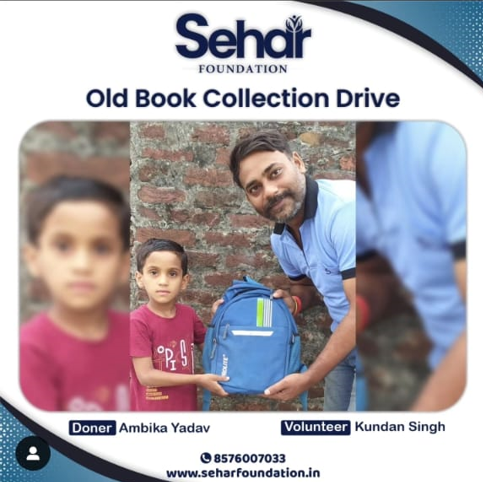 Sehar
FOUNDATION
Old Book Collection Drive
Doner Ambika Yadav
Volunteer Kundan Singh
8576007033
www.seharfoundation.in